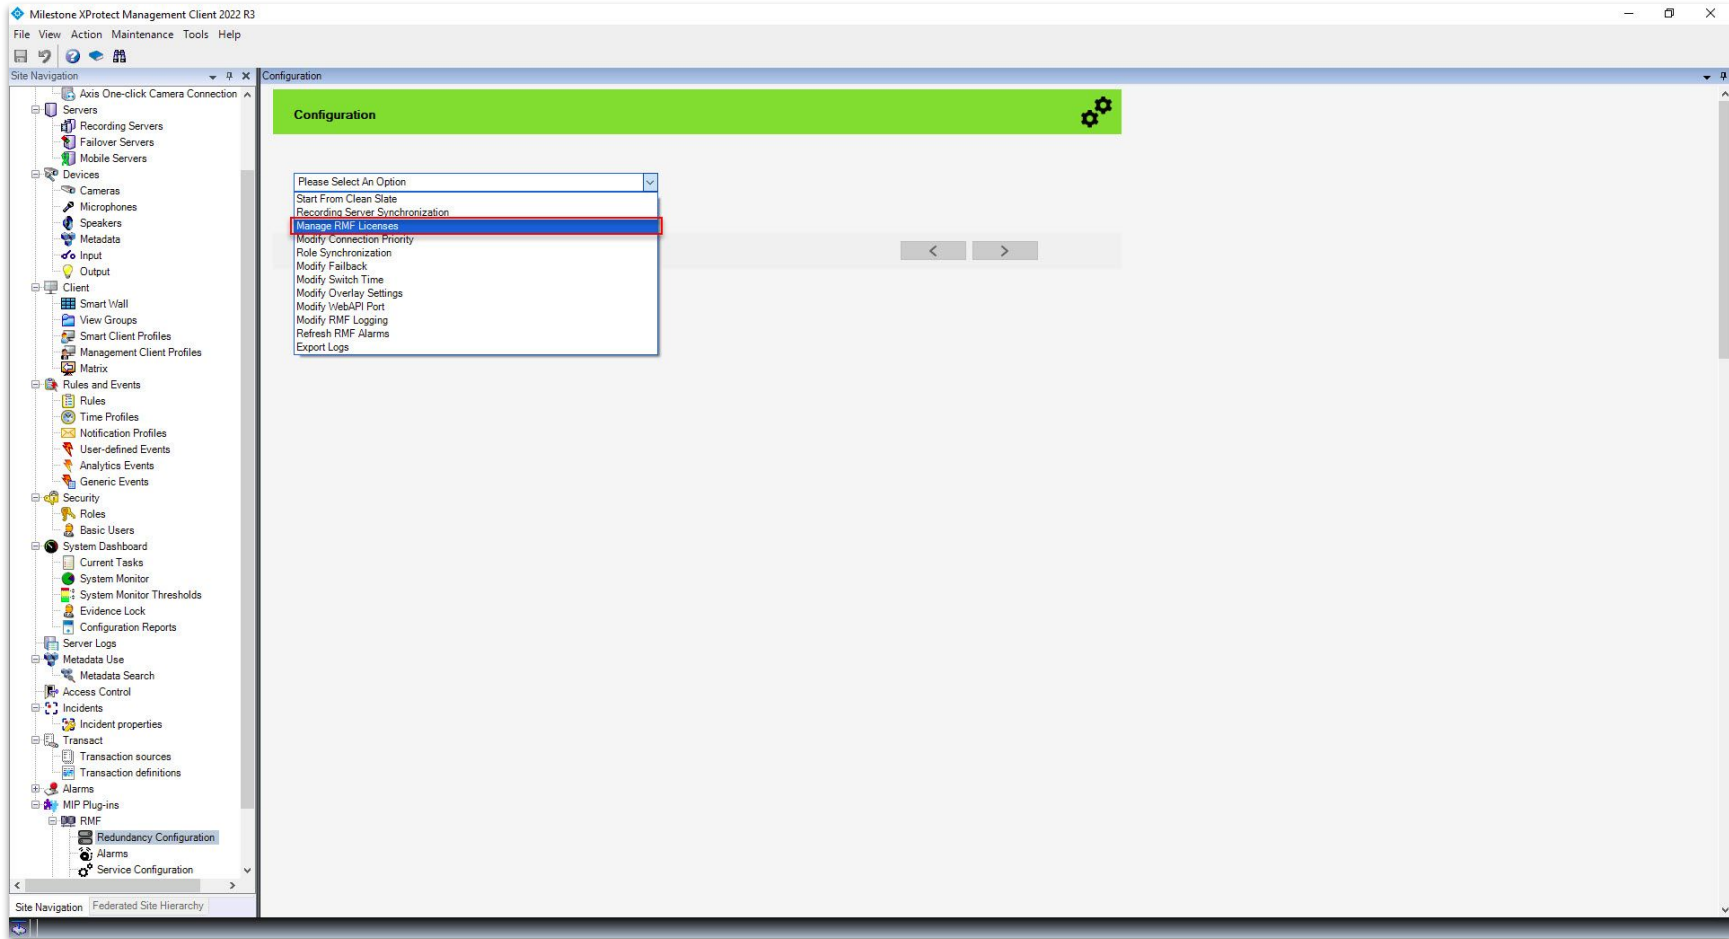 Milestone XProtect Management Client 2022 R3
File View Action Maintenance Tools Help
Site Navigation
Axis One-click Camera Connection
Servers
Recording Servers
Failover Servers
Mobile Servers
Devices
Cameras
Microphones
Speakers
Metadata
Input
Output
Client
Smart Wall
View Groups
Smart Client Profiles
Management Client Profiles
Matrix
Rules and Events
Rules
Time Profiles
Notification Profiles
User-defined Events
Analytics Events
Generic Events
Security
Roles
Basic Users
System Dashboard
Current Tasks
System Monitor
System Monitor Thresholds
Evidence Lock
Configuration Reports
Server Logs
Metadata Use
Metadata Search
Access Control
Incidents
Incident properties
Transact
Transaction sources
Transaction definitions
Alarms
MIP Plug-ins
RMF
Redundancy Configuration
Alarms
Service Configuration
Site Navigation Federated Site Hierarchy
Configuration
Configuration
Please Select An Option
Start From Clean Slate
Recording Server Synchronization
Manage RMF Licenses
Modify Connection Priority
Role Synchronization
Modify Failback
Modify Switch Time
Modify Overlay Settings
Modify WebAPI Port
Modify RMF Logging
Refresh RMF Alarms
Export Logs